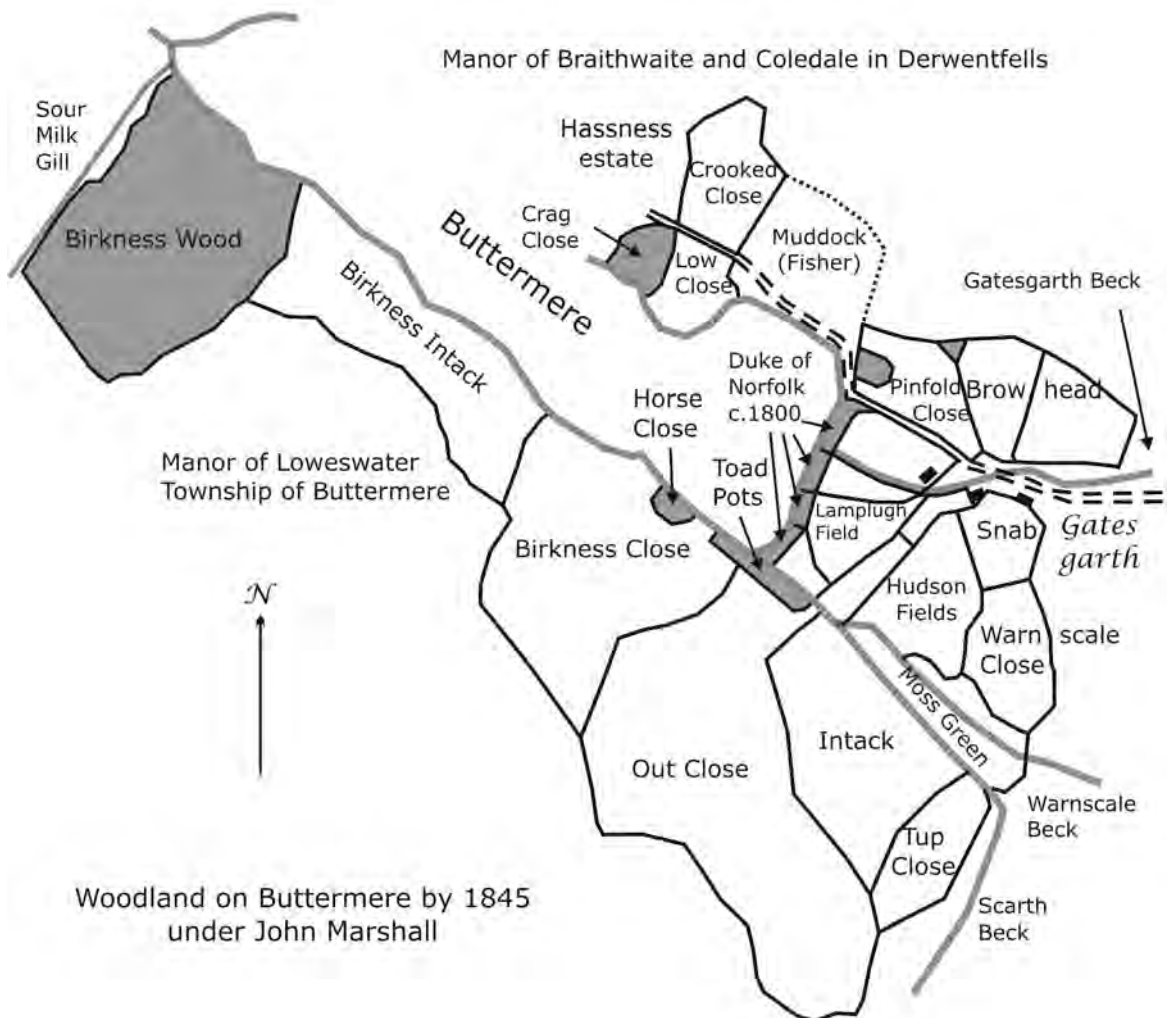 Manor of Braithwaite and Coledale in Derwentfells
Sour
Milk
Gill
Hassness
estate
Crooked
Close
Crag
Close
Birkness Wood
Buttermere
Low
Close
Muddock
(Fisher)
Gatesgarth Beck
Birkness Intack
Duke of
Norfolk
c.1800
Pinfold
Close
Brow head
Horse
Close
Manor of Loweswater
Township of Buttermere
Toad
Pots
Lamplugh
Field
Snab
Gates
garth
Birkness Close
Hudson
Fields
N
Warn scale
Close
Moss Green
Intack
Out Close
Warnscale
Beck
Tup
Close
Woodland on Buttermere by 1845
under John Marshall
Scarth
Beck